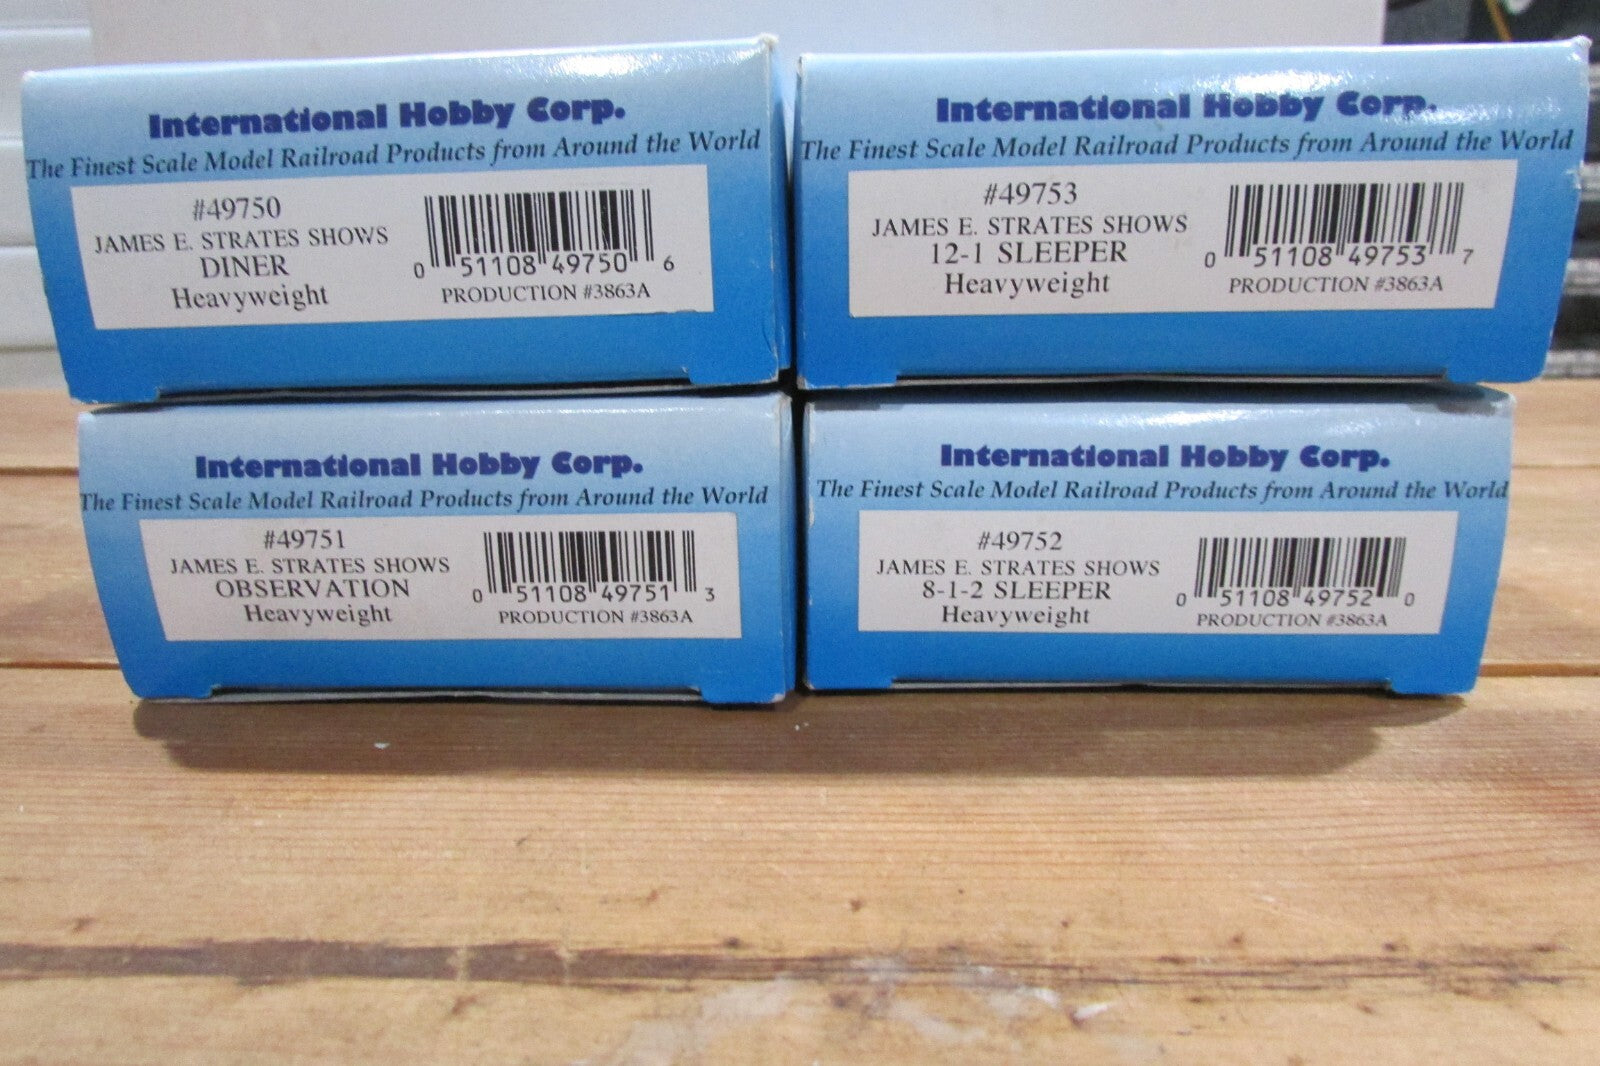 International Hobby Corp.
The Finest Scale Model Railroad Products from Around the World
#49750
JAMES E. STRATES SHOWS
DINER
Heavyweight
0 51108 49750 6
PRODUCTION #3863A
International Hobby Corp.
The Finest Scale Model Railroad Products from Around the World
#49753
JAMES E. STRATES SHOWS
12-1 SLEEPER
Heavyweight
0 51108 49753 7
PRODUCTION #3863A
International Hobby Corp.
The Finest Scale Model Railroad Products from Around the World
#49751
JAMES E. STRATES SHOWS
OBSERVATION
Heavyweight
0 51108 49751 3
PRODUCTION #3863A
International Hobby Corp.
The Finest Scale Model Railroad Products from Around the World
#49752
JAMES E. STRATES SHOWS
8-1-2 SLEEPER
Heavyweight
0 51108 49752 0
PRODUCTION #3863A